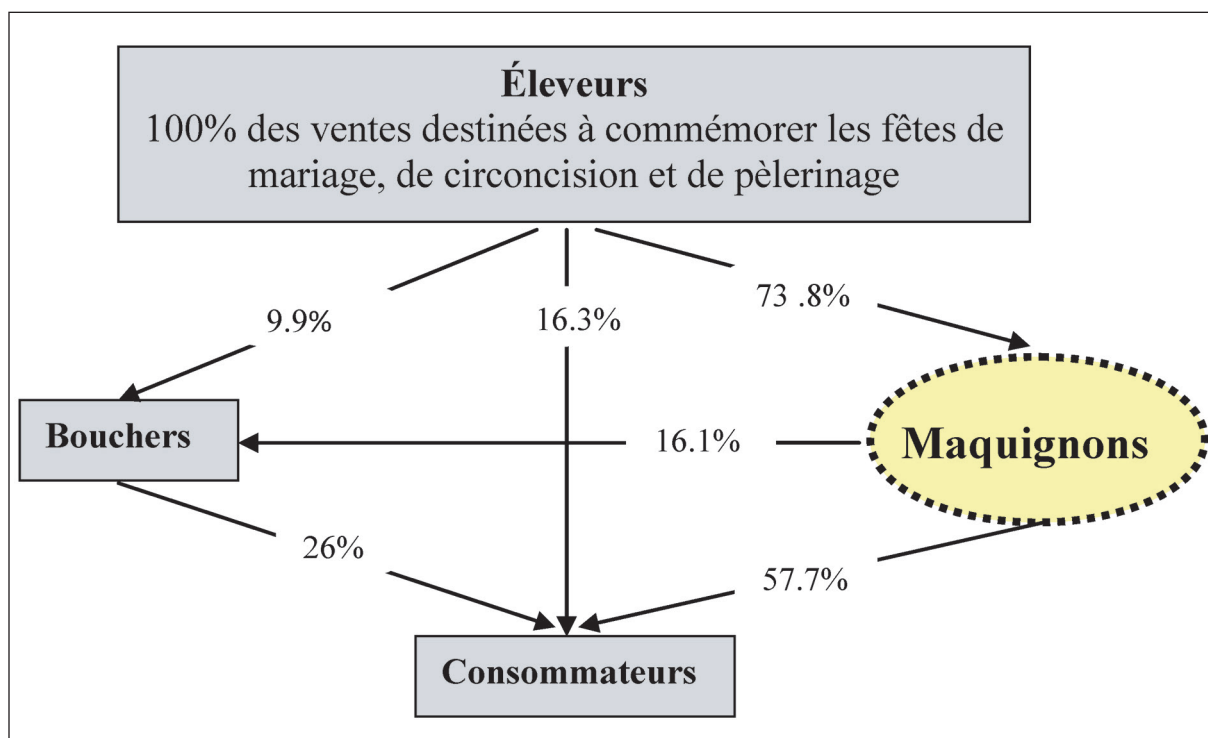 Éleveurs
100% des ventes destinées à commémorer les fêtes de
mariage, de circoncision et de pèlerinage
9.9%
16.3%
73 .8%
Bouchers
16.1%
Maquignons
26%
57.7%
Consommateurs